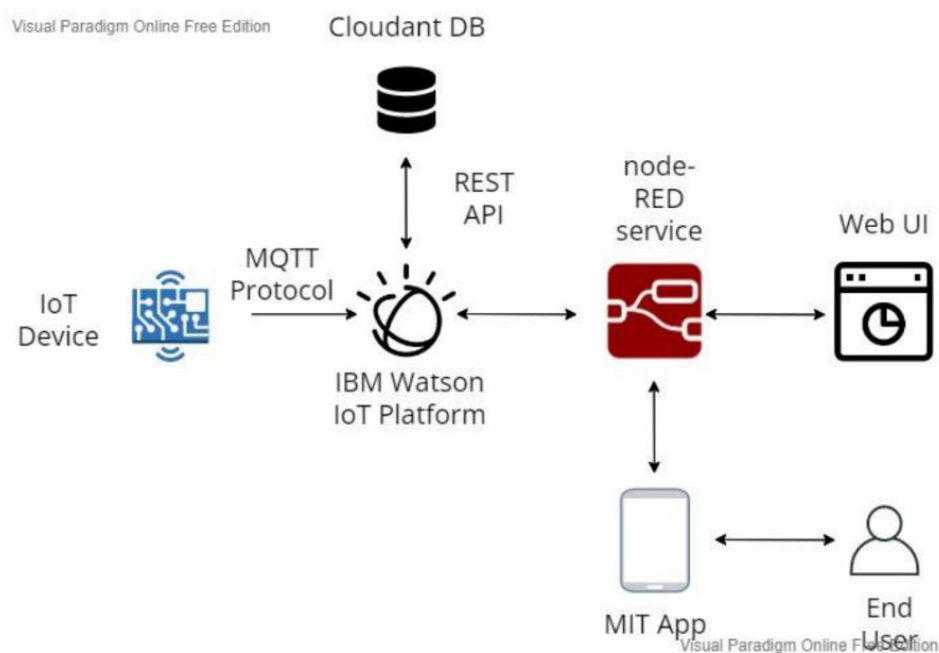 Visual Paradigm Online Free Edition
Cloudant DB
REST
API
node-
RED
service
Web UI
MQTT
Protocol
IoT
Device
IBM Watson
IoT Platform
MIT App
End
User
Visual Paradigm Online Free Edition